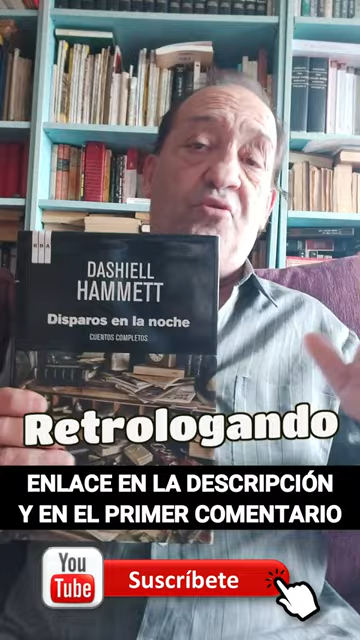 RBA
DASHIELL
HAMMETT
Disparos en la noche
CUENTOS COMPLETOS
Retrologando
ENLACE EN LA DESCRIPCIÓN
Y EN EL PRIMER COMENTARIO
You
Tube
Suscríbete